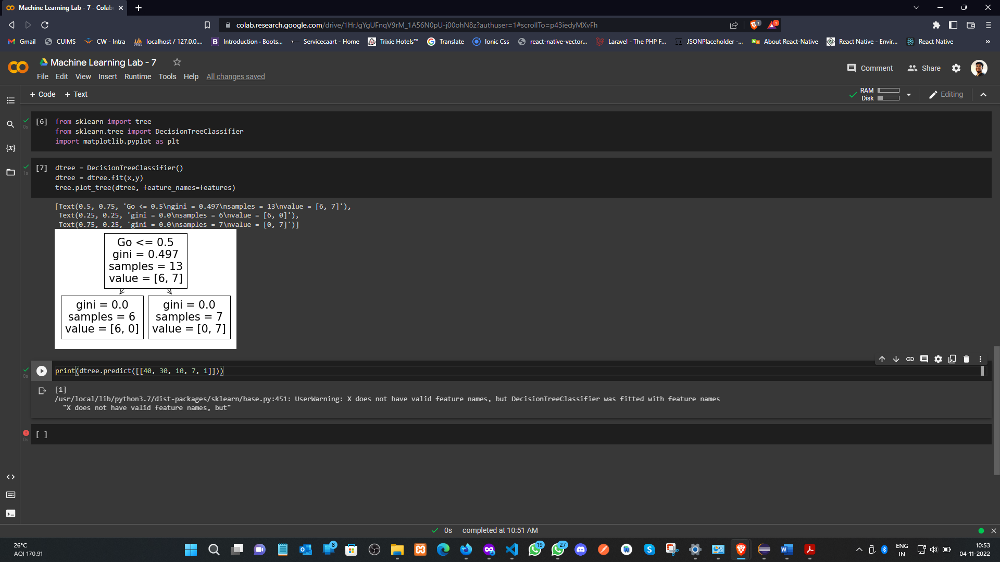 Machine Learning Lab - 7 - Colab
colab.research.google.com/drive/1HrJgYgUFnqV9rM_1A56N0pU-j00ohN8z?authuser=1#scrollTo=p43iedyMXvFh
1
1
Gmail CUIMS CW - Intra localhost / 127.0.0.... Introduction · Boots... Servicecaart - Home Trixie Hotels™ Translate Ionic Css react-native-vector... Laravel - The PHP F... JSONPlaceholder -... About React-Native React Native - Envir... React Native »
Machine Learning Lab - 7
Comment Share
File Edit View Insert Runtime Tools Help All changes saved
+ Code + Text
RAM
Disk
Editing
[6] from sklearn import tree
0s
from sklearn.tree import DecisionTreeClassifier
import matplotlib.pyplot as plt
{x}
[7] dtree = DecisionTreeClassifier()
1s
dtree = dtree.fit(x,y)
tree.plot_tree(dtree, feature_names=features)
[Text(0.5, 0.75, 'Go <= 0.5\ngini = 0.497\nsamples = 13\nvalue = [6, 7]'),
Text(0.25, 0.25, 'gini = 0.0\nsamples = 6\nvalue = [6, 0]'),
Text(0.75, 0.25, 'gini = 0.0\nsamples = 7\nvalue = [0, 7]')]
Go <= 0.5
gini = 0.497
samples = 13
value = [6, 7]
gini = 0.0
samples = 6
value = [6, 0]
gini = 0.0
samples = 7
value = [0, 7]
print(dtree.predict([[40, 30, 10, 7, 1]]))
0s
[1]
/usr/local/lib/python3.7/dist-packages/sklearn/base.py:451: UserWarning: X does not have valid feature names, but DecisionTreeClassifier was fitted with feature names
"X does not have valid feature names, but"
[ ]
0s
0s completed at 10:51 AM
26°C
AQI 170.91
8
19
27
ENG
IN
10:53
04-11-2022